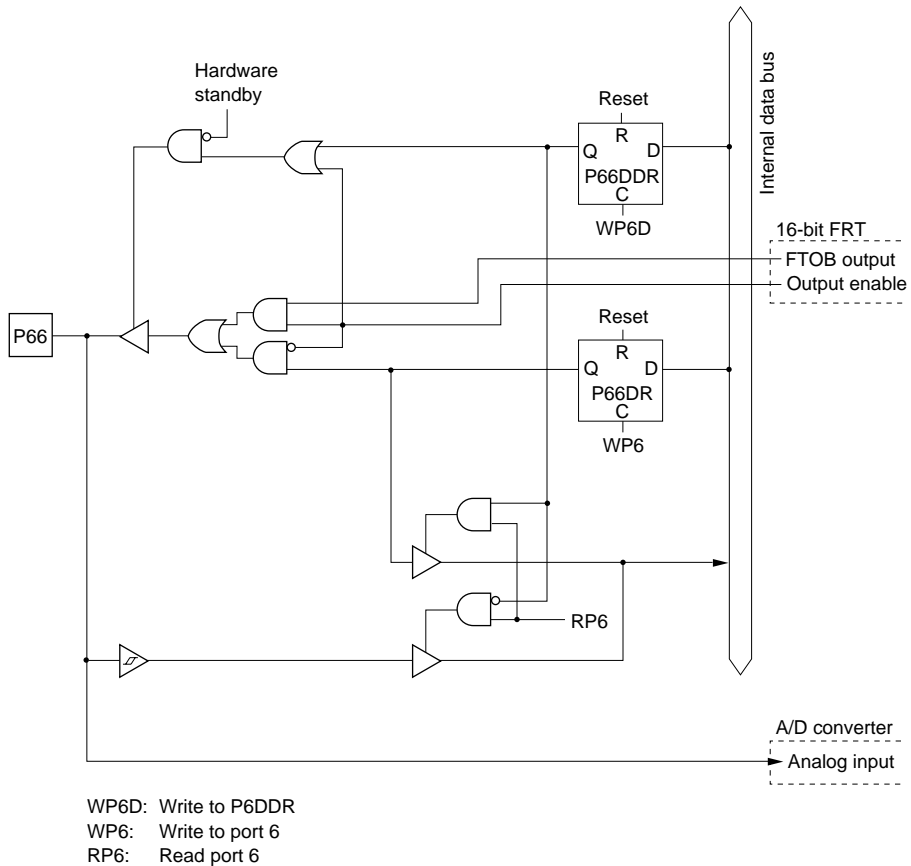 Hardware
standby
Reset
R
Q
D
P66DDR
C
WP6D
Internal data bus
16-bit FRT
FTOB output
Output enable
P66
Reset
R
Q
D
P66DR
C
WP6
RP6
A/D converter
Analog input
WP6D: Write to P6DDR
WP6: Write to port 6
RP6: Read port 6